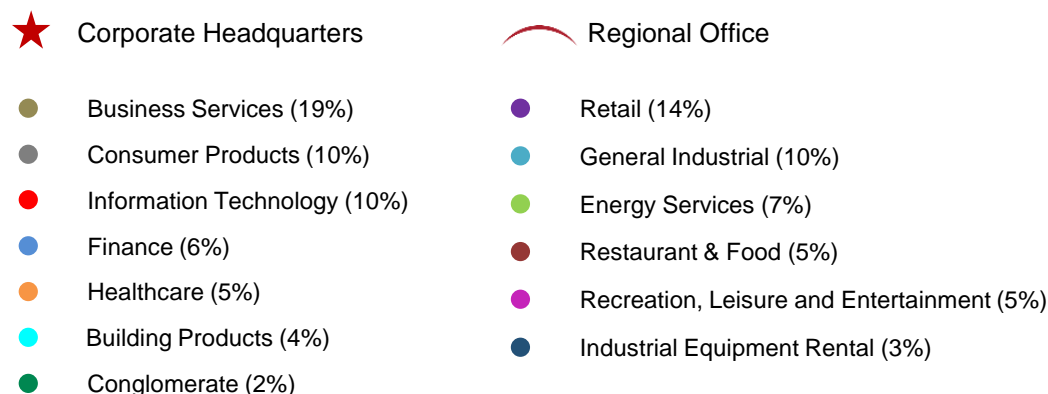 Corporate Headquarters
Regional Office
Business Services (19%)
Consumer Products (10%)
Information Technology (10%)
Finance (6%)
Healthcare (5%)
Building Products (4%)
Conglomerate (2%)
Retail (14%)
General Industrial (10%)
Energy Services (7%)
Restaurant & Food (5%)
Recreation, Leisure and Entertainment (5%)
Industrial Equipment Rental (3%)